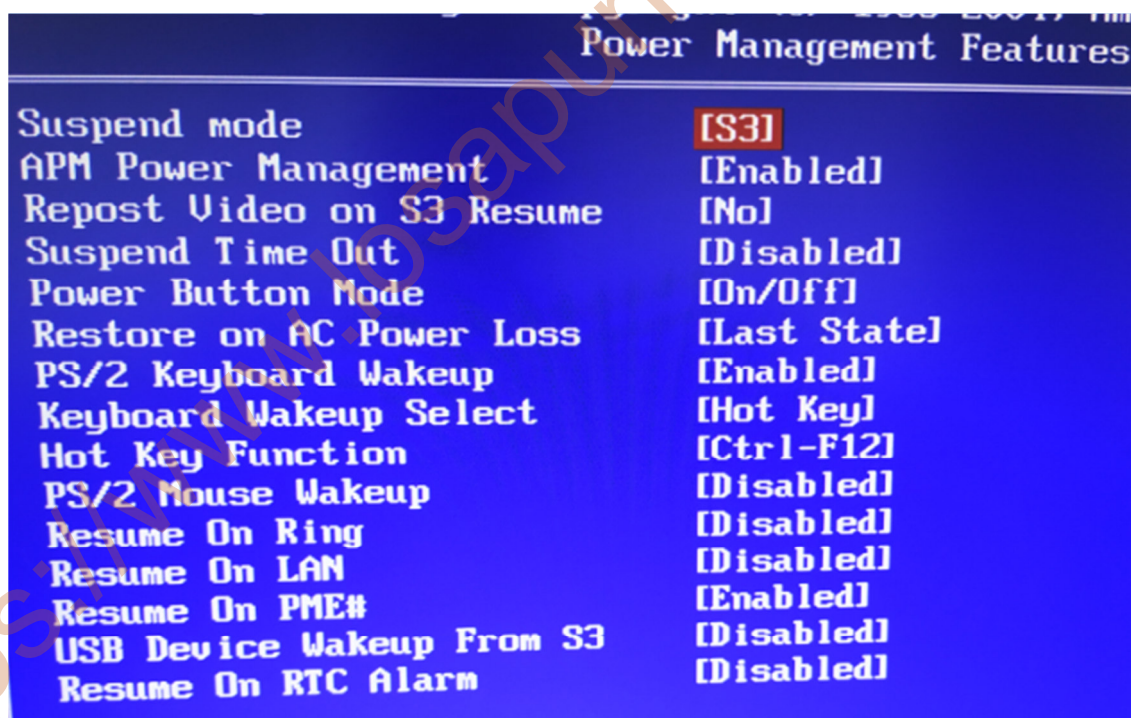 Power Management Features
Suspend mode [S3]
APM Power Management [Enabled]
Repost Video on S3 Resume [No]
Suspend Time Out [Disabled]
Power Button Mode [On/Off]
Restore on AC Power Loss [Last State]
PS/2 Keyboard Wakeup [Enabled]
Keyboard Wakeup Select [Hot Key]
Hot Key Function [Ctrl-F12]
PS/2 Mouse Wakeup [Disabled]
Resume On Ring [Disabled]
Resume On LAN [Disabled]
Resume On PME# [Enabled]
USB Device Wakeup From S3 [Disabled]
Resume On RTC Alarm [Disabled]
s://www.losapun